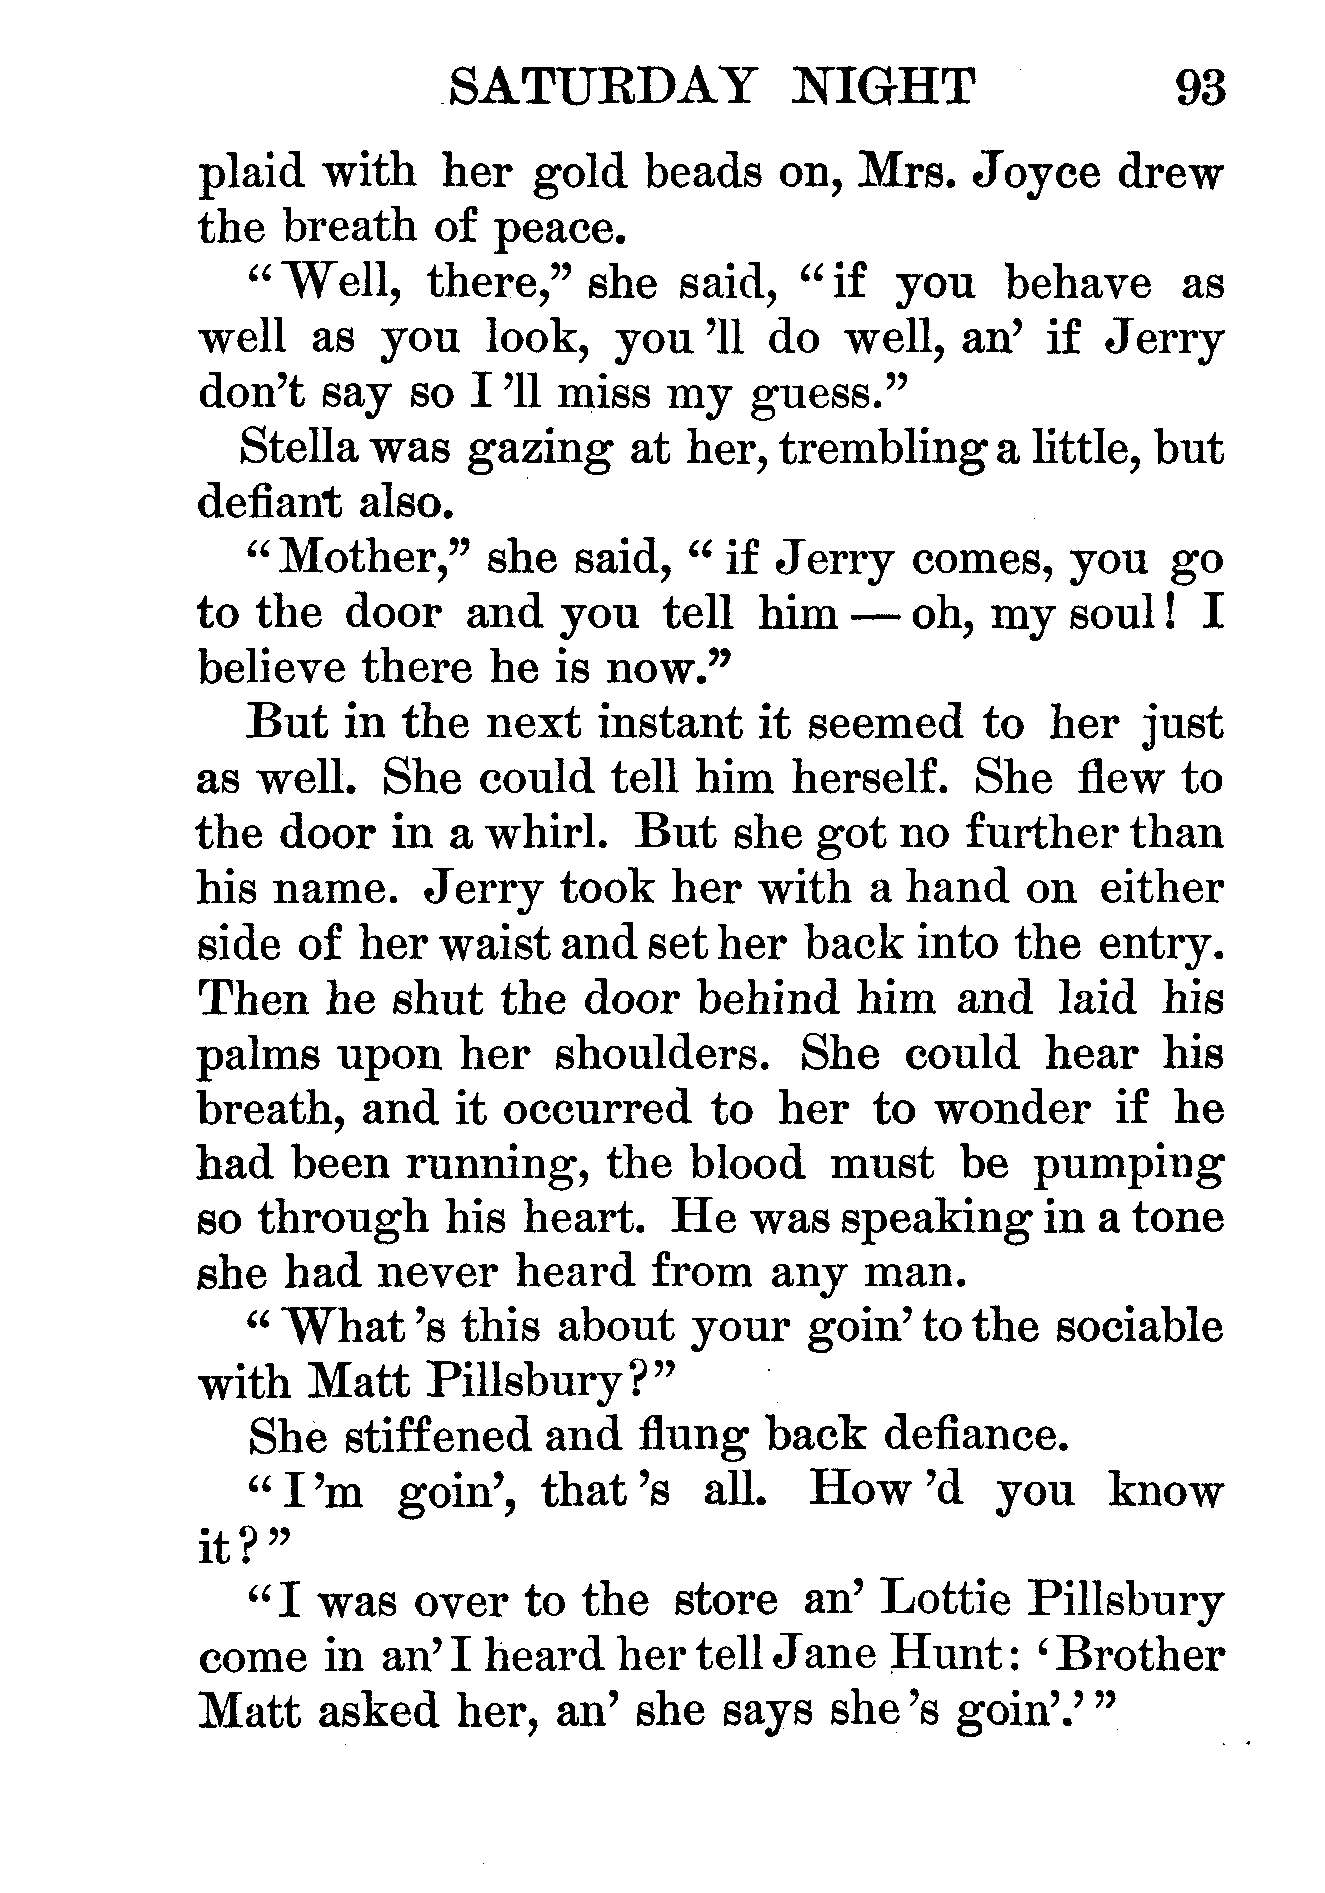 SATURDAY NIGHT 93
plaid with her gold beads on, Mrs. Joyce drew
the breath of peace.
"Well, there," she said, "if you behave as
well as you look, you 'll do well, an' if Jerry
don't say so I 'll miss my guess."
Stella was gazing at her, trembling a little, but
defiant also.
"Mother," she said, "if Jerry comes, you go
to the door and you tell him — oh, my soul! I
believe there he is now."
But in the next instant it seemed to her just
as well. She could tell him herself. She flew to
the door in a whirl. But she got no further than
his name. Jerry took her with a hand on either
side of her waist and set her back into the entry.
Then he shut the door behind him and laid his
palms upon her shoulders. She could hear his
breath, and it occurred to her to wonder if he
had been running, the blood must be pumping
so through his heart. He was speaking in a tone
she had never heard from any man.
"What 's this about your goin' to the sociable
with Matt Pillsbury?"
She stiffened and flung back defiance.
"I 'm goin', that 's all. How 'd you know
it?"
"I was over to the store an' Lottie Pillsbury
come in an' I heard her tell Jane Hunt: 'Brother
Matt asked her, an' she says she 's goin'.'"